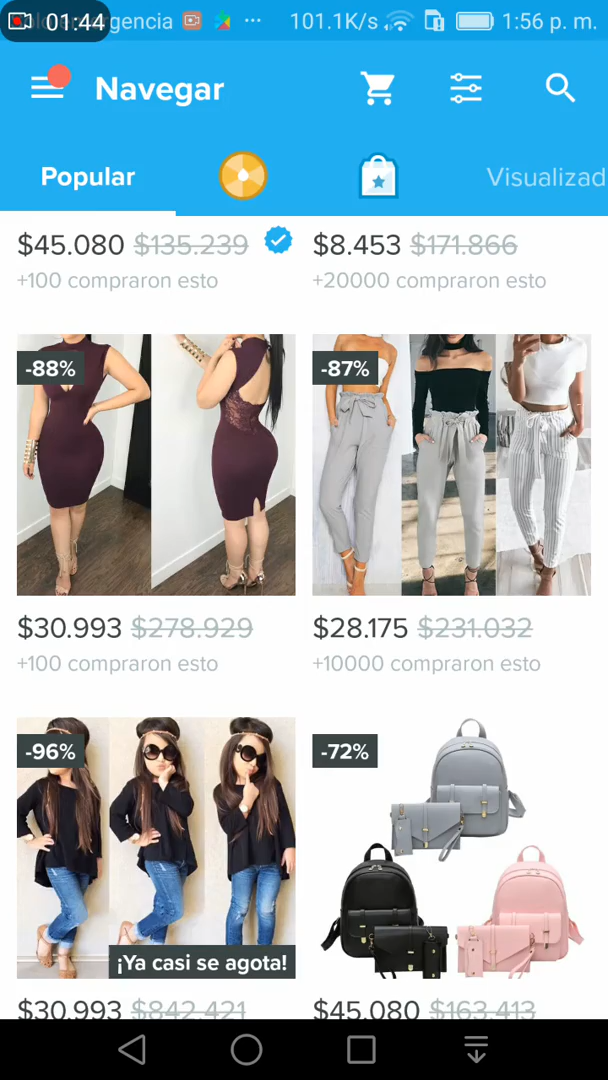 01:44
101.1K/s
1:56 p. m.
Navegar
Popular
Visualizad
$45.080 $135.239
$8.453 $171.866
+100 compraron esto
+20000 compraron esto
-88%
-87%
$30.993 $278.929
$28.175 $231.032
+100 compraron esto
+10000 compraron esto
-96%
-72%
¡Ya casi se agota!
$30.993 $842.421
$45.080 $163.413